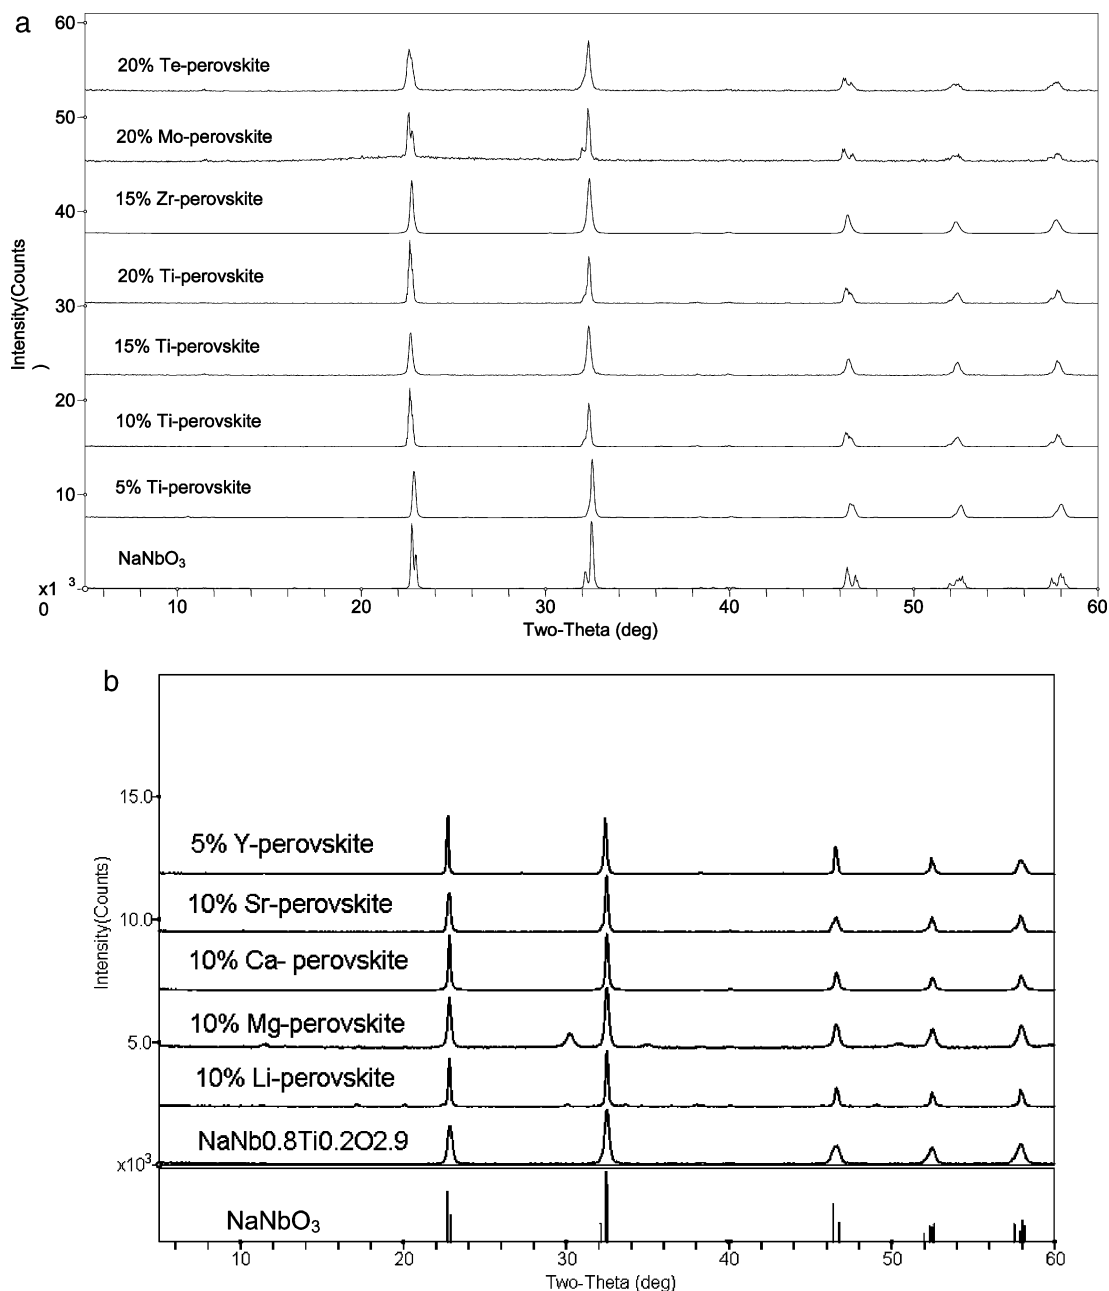 a
60
20% Te-perovskite
50
20% Mo-perovskite
15% Zr-perovskite
40
20% Ti-perovskite
30
15% Ti-perovskite
20
10% Ti-perovskite
5% Ti-perovskite
10
NaNbO3
x10 3
Intensity(Counts)
10 20 30 40 50 60
Two-Theta (deg)
b
15.0
5% Y-perovskite
10% Sr-perovskite
10.0
10% Ca- perovskite
10% Mg-perovskite
5.0
10% Li-perovskite
NaNb0.8Ti0.2O2.9
x10³
Intensity(Counts)
NaNbO3
10 20 30 40 50 60
Two-Theta (deg)